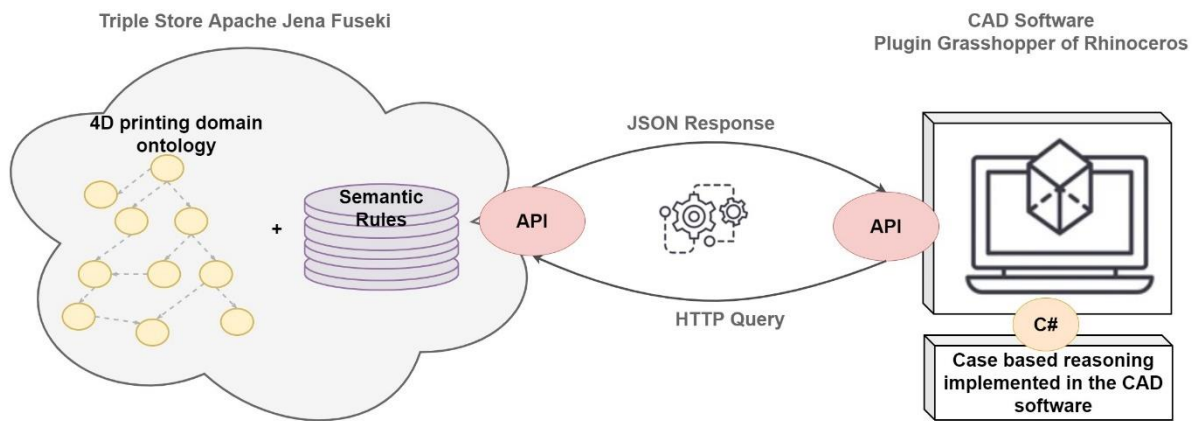 Triple Store Apache Jena Fuseki
CAD Software
Plugin Grasshopper of Rhinoceros
4D printing domain
ontology
+
Semantic
Rules
API
JSON Response
HTTP Query
API
C#
Case based reasoning
implemented in the CAD
software